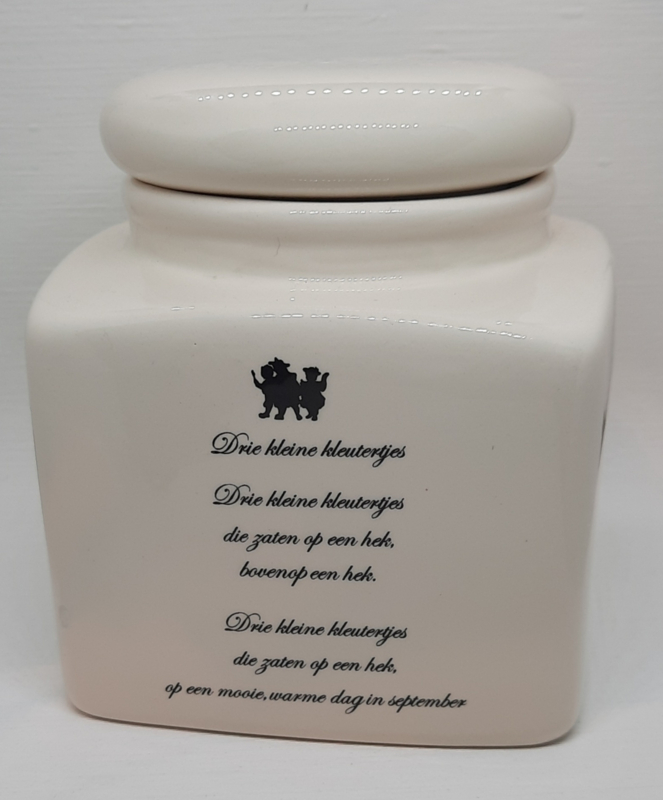 Drie kleine kleutertjes
Drie kleine kleutertjes
die zaten op een hek,
bovenop een hek.
Drie kleine kleutertjes
die zaten op een hek,
op een mooie, warme dag in september